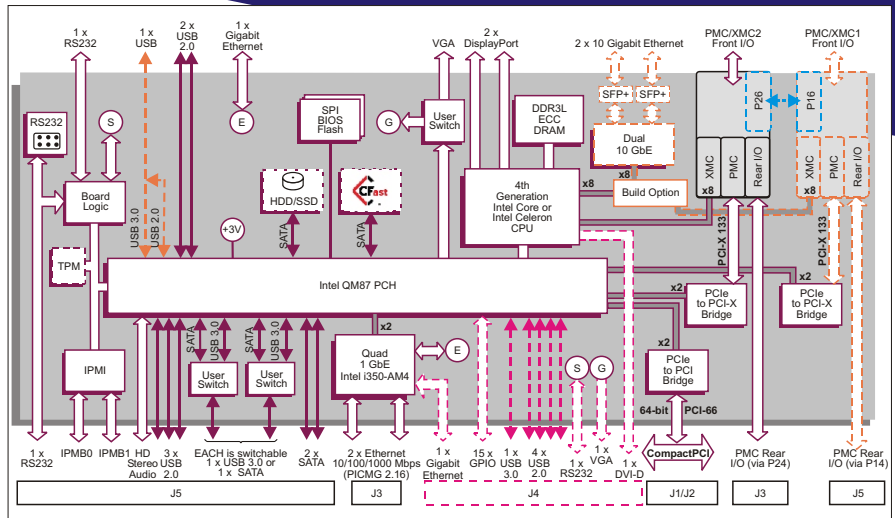 1 x
RS232
1 x
USB
2 x
USB
2.0
1 x
Gigabit
Ethernet
VGA
2 x
DisplayPort
2 x 10 Gigabit Ethernet
PMC/XMC2
Front I/O
PMC/XMC1
Front I/O
RS232
S
E
SPI
BIOS
Flash
G
User
Switch
DDR3L
ECC
DRAM
SFP+
SFP+
Dual
10 GbE
P26
P16
XMC
PMC
Rear I/O
XMC
PMC
Rear I/O
Board
Logic
USB 3.0
USB 2.0
HDD/SSD
CFast
4th
Generation
Intel Core or
Intel Celeron
CPU
x8
x8
Build Option
x8
x8
TPM
+3V
SATA
SATA
PCI-X 133
PCI-X 133
Intel QM87 PCH
x2
x2
PCIe
to PCI-X
Bridge
PCIe
to PCI-X
Bridge
IPMI
SATA
USB 3.0
SATA
USB 3.0
User
Switch
User
Switch
x2
Quad
1 GbE
Intel i350-AM4
E
S
G
x2
PCIe
to PCI
Bridge
64-bit
PCI-66
1 x
RS232
IPMB0
IPMB1
HD
Stereo
Audio
3 x
USB
2.0
EACH is switchable
1 x USB 3.0 or
1 x SATA
2 x
SATA
2 x Ethernet
10/100/1000 Mbps
(PICMG 2.16)
1 x
Gigabit
Ethernet
15 x
GPIO
1 x
USB
3.0
4 x
USB
2.0
1 x
RS232
1 x
VGA
1 x
DVI-D
CompactPCI
PMC Rear
I/O (via P24)
PMC Rear
I/O (via P14)
J5
J3
J4
J1/J2
J3
J5